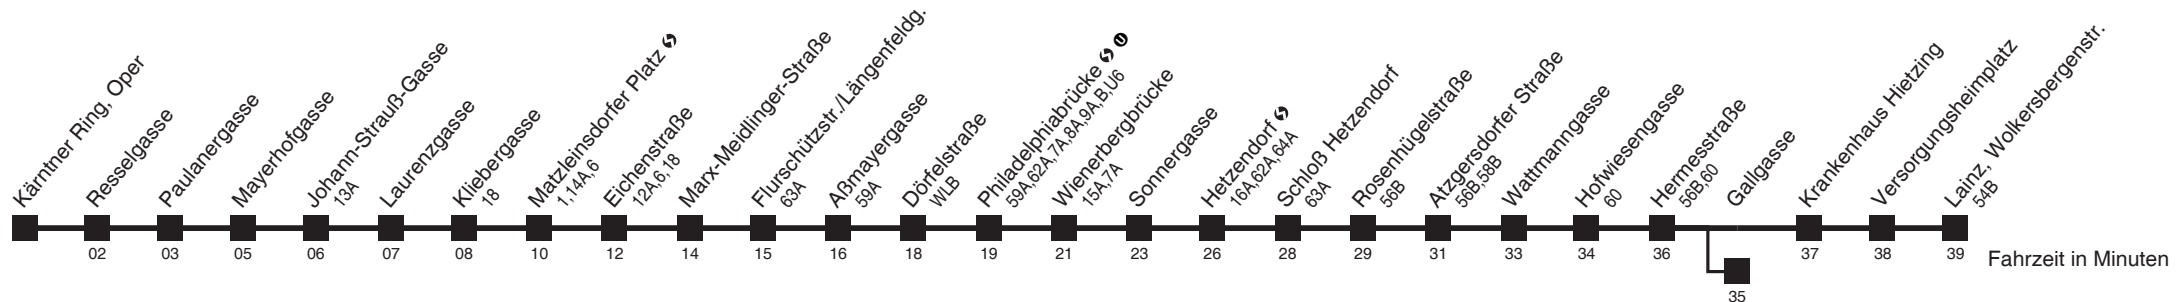 Kärntner Ring, Oper
Resselgasse
Paulanergasse
Mayerhofgasse
Johann-Strauß-Gasse
13A
Laurenzgasse
Kliebergasse
18
Matzleinsdorfer Platz
1,14A,6
Eichenstraße
12A,6,18
Marx-Meidlinger-Straße
Flurschützstr./Längenfeldg.
63A
Aßmayergasse
59A
Dörfelstraße
WLB
Philadelphiabrücke U
59A,62A,7A,8A,9A,B,U6
Wienerbergbrücke
15A,7A
Sonnergasse
Hetzendorf
16A,62A,64A
Schloß Hetzendorf
63A
Rosenhügelstraße
56B
Atzgersdorfer Straße
56B,58B
Wattmanngasse
Hofwiesengasse
60
Hermesstraße
56B,60
Gallgasse
Krankenhaus Hietzing
Versorgungsheimplatz
Lainz, Wolkersbergenstr.
54B
02 03 05 06 07 08 10 12 14 15 16 18 19 21 23 26 28 29 31 33 34 36 37 38 39
Fahrzeit in Minuten
35